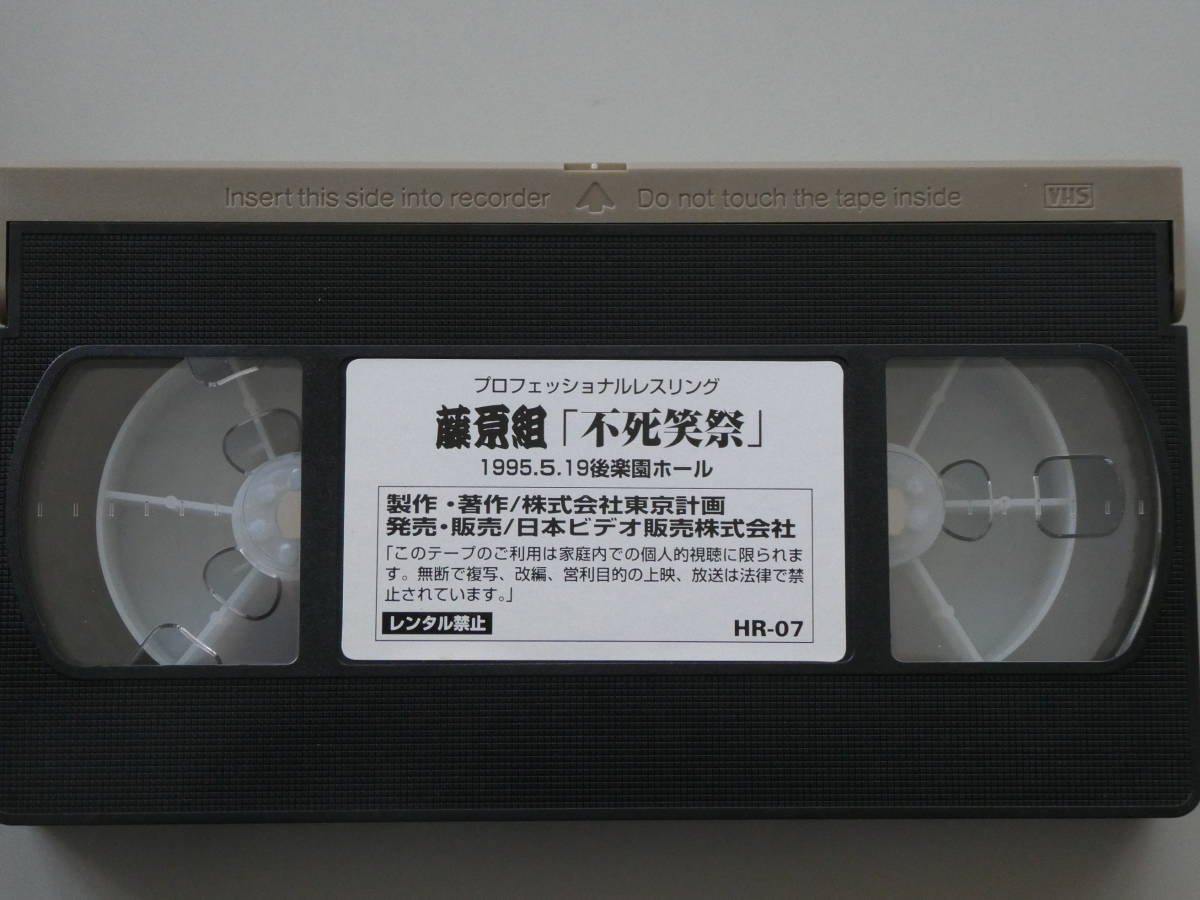 Insert this side into recorder Do not touch the tape inside VHS
プロフェッショナルレスリング
藤原組「不死笑祭」
1995.5.19後楽園ホール
製作・著作/株式会社東京計画
発売・販売/日本ビデオ販売株式会社
「このテープのご利用は家庭内での個人的視聴に限られま
す。無断で複写、改編、営利目的の上映、放送は法律で禁
止されています。」
レンタル禁止 HR-07